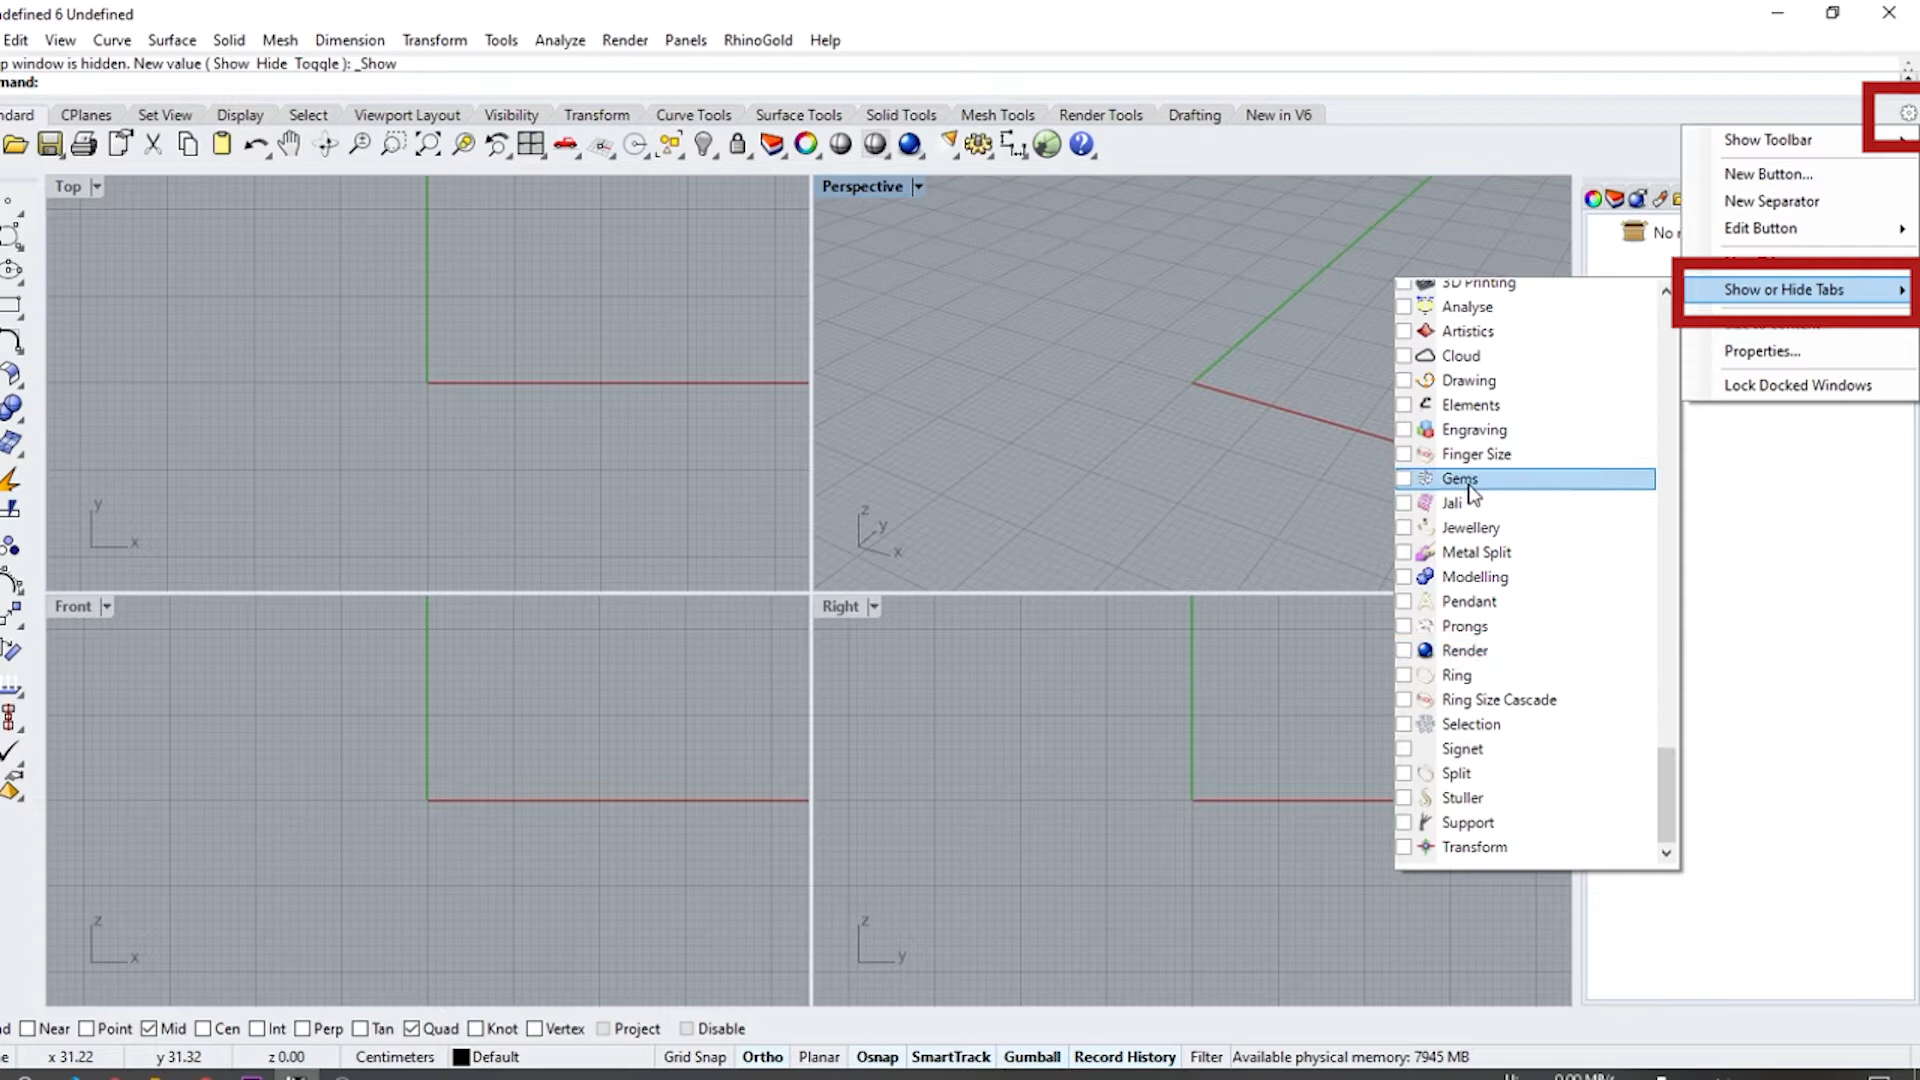 ndefined 6 Undefined
Edit View Curve Surface Solid Mesh Dimension Transform Tools Analyze Render Panels RhinoGold Help
p window is hidden. New value ( Show Hide Toggle ): _Show
mand:
ndard CPlanes Set View Display Select Viewport Layout Visibility Transform Curve Tools Surface Tools Solid Tools Mesh Tools Render Tools Drafting New in V6
Show Toolbar
New Button...
New Separator
Edit Button
Show or Hide Tabs
Properties...
Lock Docked Windows
Top
Perspective
No
3D Printing
Analyse
Artistics
Cloud
Drawing
Elements
Engraving
Finger Size
Gems
Jali
Jewellery
Metal Split
Modelling
Pendant
Prongs
Render
Ring
Ring Size Cascade
Selection
Signet
Split
Stuller
Support
Transform
y
x
z
y
x
Front
Right
z
x
z
y
nd Near Point Mid Cen Int Perp Tan Quad Knot Vertex Project Disable
ne x 31.22 y 31.32 z 0.00 Centimeters Default Grid Snap Ortho Planar Osnap SmartTrack Gumball Record History Filter Available physical memory: 7945 MB